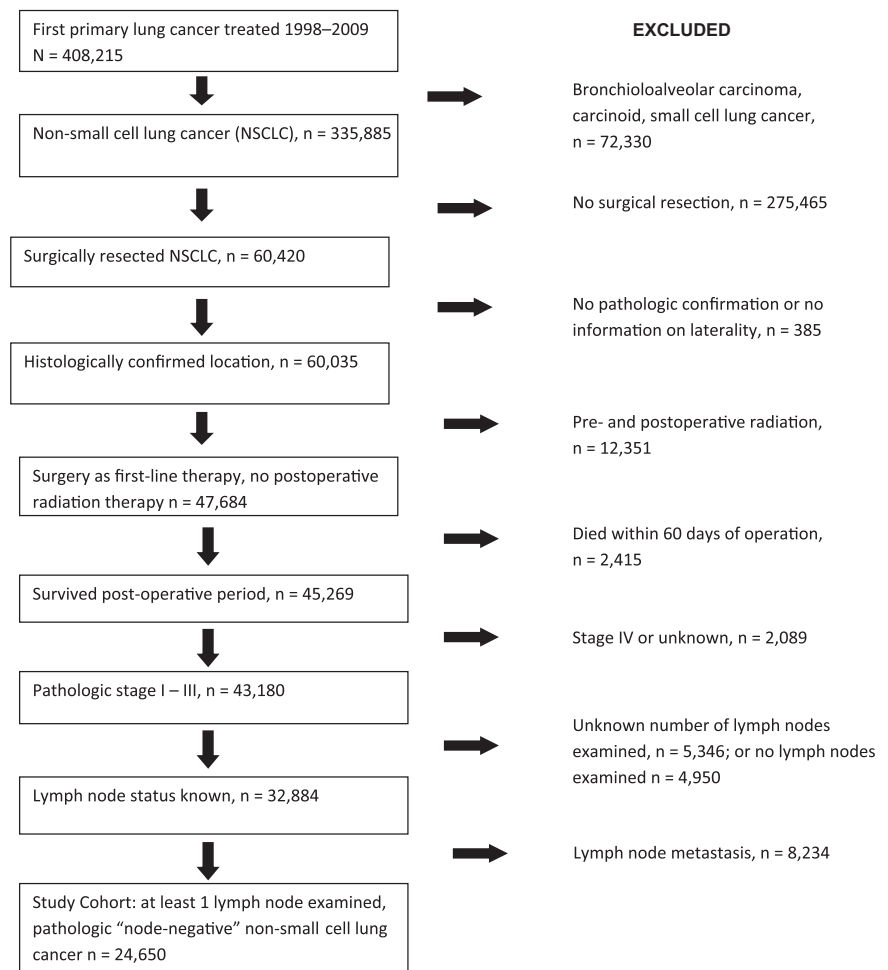 First primary lung cancer treated 1998–2009
N = 408,215
EXCLUDED
Bronchioloalveolar carcinoma,
carcinoid, small cell lung cancer,
n = 72,330
Non-small cell lung cancer (NSCLC), n = 335,885
No surgical resection, n = 275,465
Surgically resected NSCLC, n = 60,420
No pathologic confirmation or no
information on laterality, n = 385
Histologically confirmed location, n = 60,035
Pre- and postoperative radiation,
n = 12,351
Surgery as first-line therapy, no postoperative
radiation therapy n = 47,684
Died within 60 days of operation,
n = 2,415
Survived post-operative period, n = 45,269
Stage IV or unknown, n = 2,089
Pathologic stage I – III, n = 43,180
Unknown number of lymph nodes
examined, n = 5,346; or no lymph nodes
examined n = 4,950
Lymph node status known, n = 32,884
Lymph node metastasis, n = 8,234
Study Cohort: at least 1 lymph node examined,
pathologic “node-negative” non-small cell lung
cancer n = 24,650